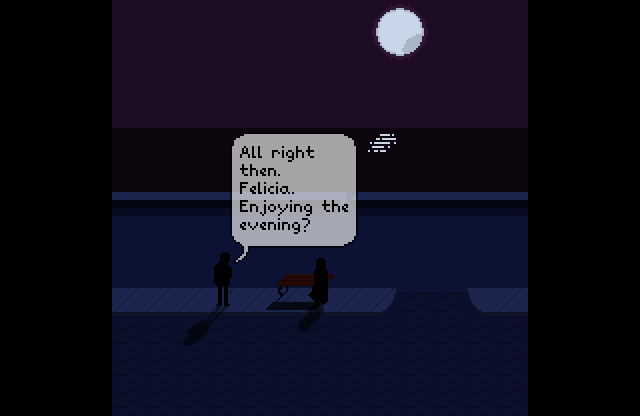 All right
then.
Felicia.
Enjoying the
evening?